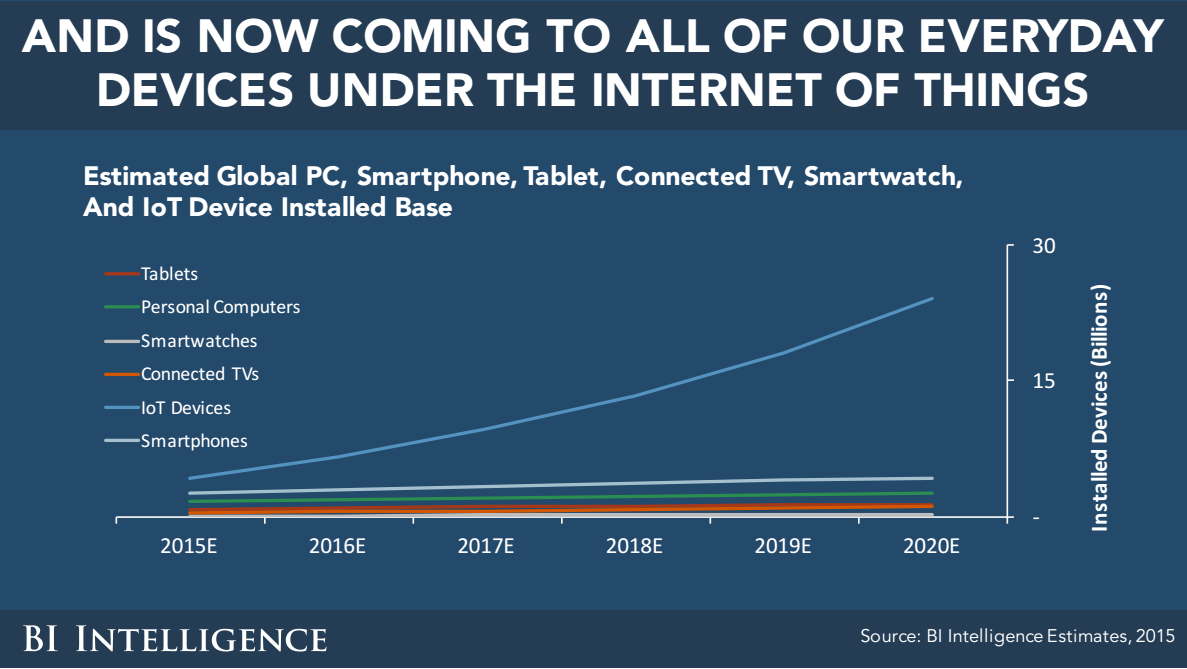 AND IS NOW COMING TO ALL OF OUR EVERYDAY
DEVICES UNDER THE INTERNET OF THINGS
Estimated Global PC, Smartphone, Tablet, Connected TV, Smartwatch,
And IoT Device Installed Base
Tablets
Personal Computers
Smartwatches
Connected TVs
IoT Devices
Smartphones
30
15
-
Installed Devices (Billions)
2015E 2016E 2017E 2018E 2019E 2020E
BI INTELLIGENCE
Source: BI Intelligence Estimates, 2015